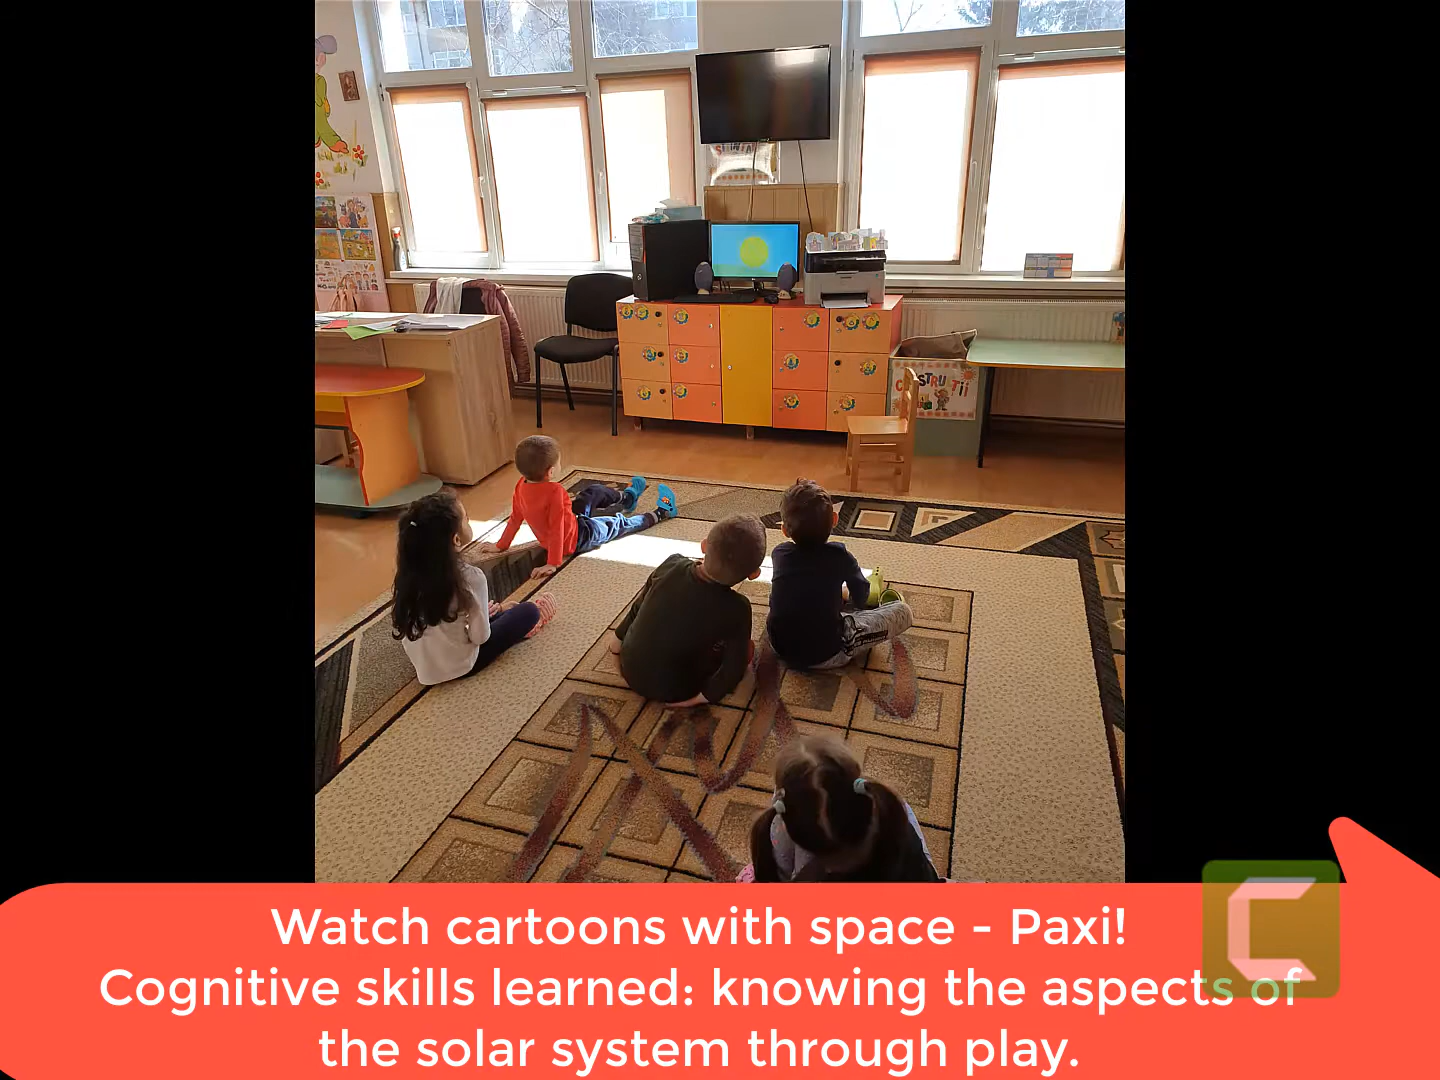 Watch cartoons with space - Paxi!
Cognitive skills learned: knowing the aspects of
the solar system through play.